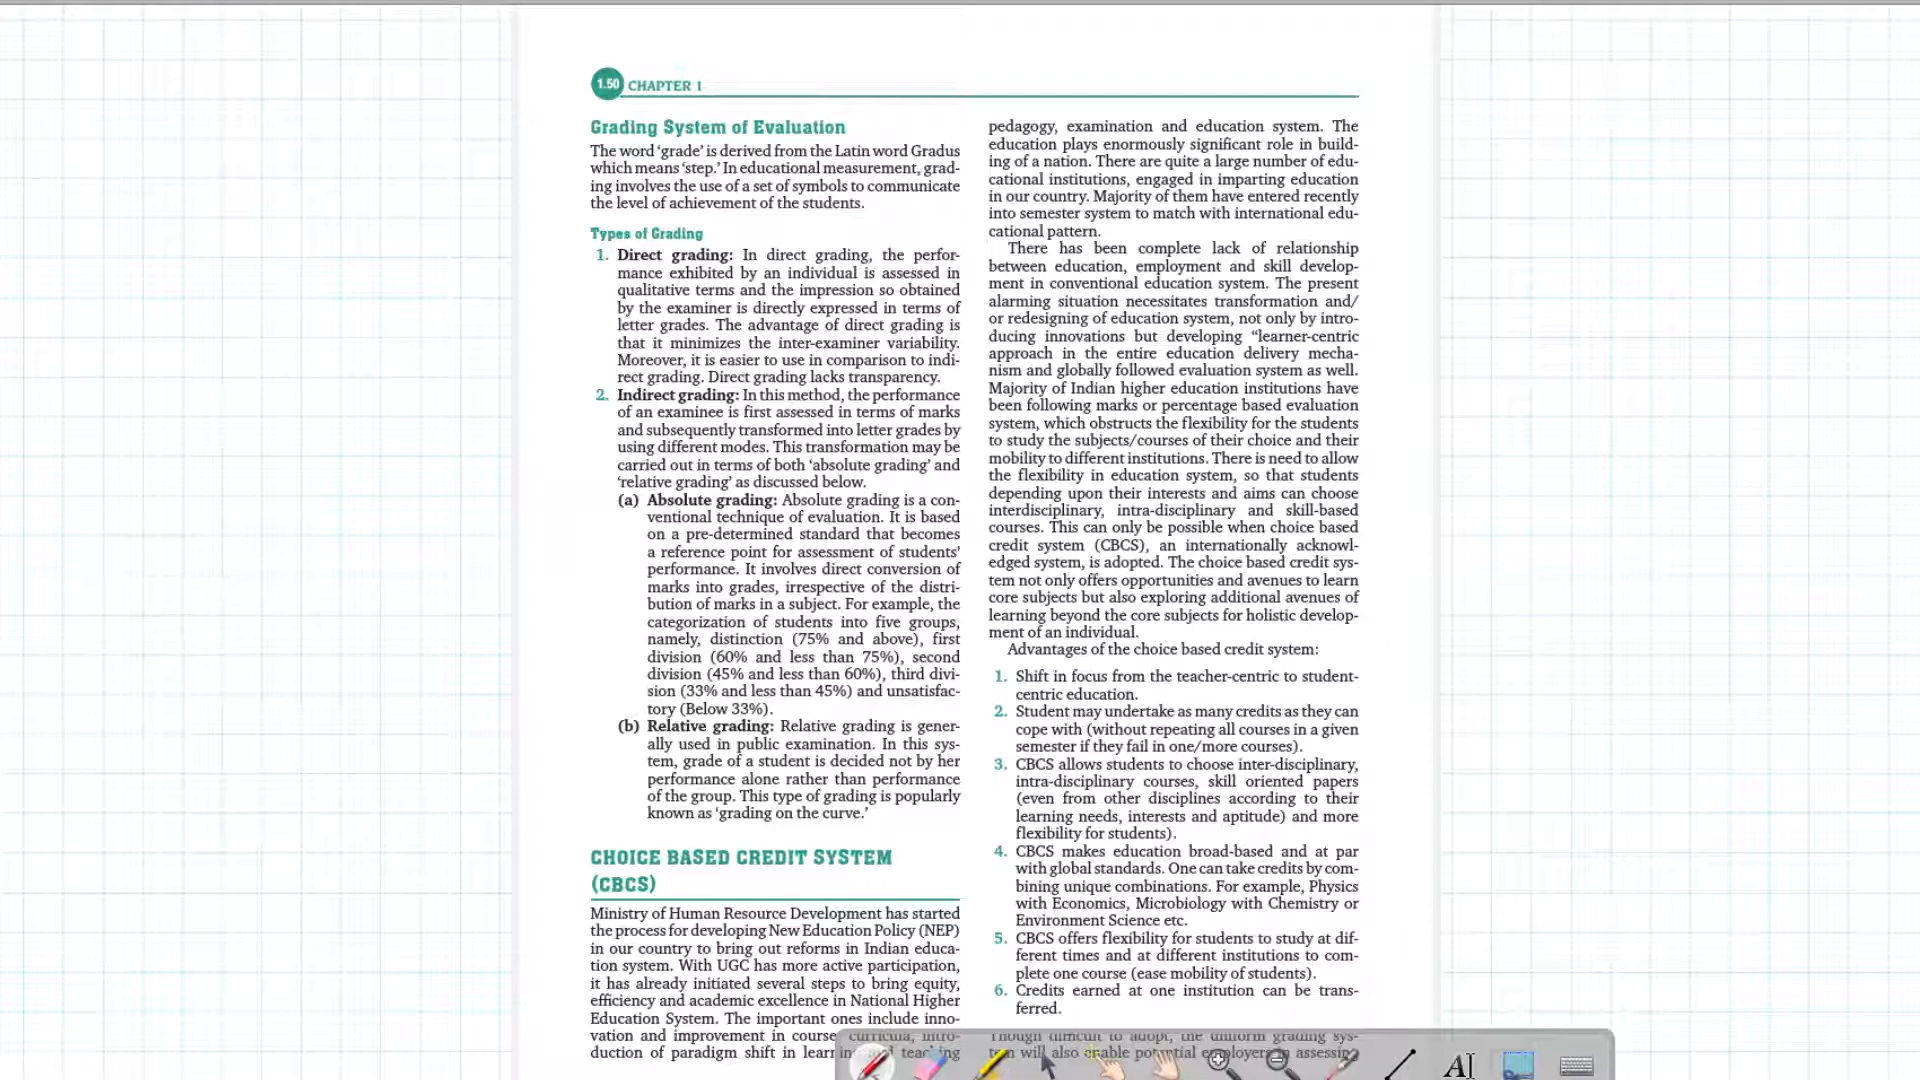 1.50 CHAPTER 1
Grading System of Evaluation
The word ‘grade’ is derived from the Latin word Gradus
which means ‘step.’ In educational measurement, grad-
ing involves the use of a set of symbols to communicate
the level of achievement of the students.
Types of Grading
1. Direct grading: In direct grading, the perfor-
mance exhibited by an individual is assessed in
qualitative terms and the impression so obtained
by the examiner is directly expressed in terms of
letter grades. The advantage of direct grading is
that it minimizes the inter-examiner variability.
Moreover, it is easier to use in comparison to indi-
rect grading. Direct grading lacks transparency.
2. Indirect grading: In this method, the performance
of an examinee is first assessed in terms of marks
and subsequently transformed into letter grades by
using different modes. This transformation may be
carried out in terms of both ‘absolute grading’ and
‘relative grading’ as discussed below.
(a) Absolute grading: Absolute grading is a con-
ventional technique of evaluation. It is based
on a pre-determined standard that becomes
a reference point for assessment of students’
performance. It involves direct conversion of
marks into grades, irrespective of the distri-
bution of marks in a subject. For example, the
categorization of students into five groups,
namely, distinction (75% and above), first
division (60% and less than 75%), second
division (45% and less than 60%), third divi-
sion (33% and less than 45%) and unsatisfac-
tory (Below 33%).
(b) Relative grading: Relative grading is gener-
ally used in public examination. In this sys-
tem, grade of a student is decided not by her
performance alone rather than performance
of the group. This type of grading is popularly
known as ‘grading on the curve.’
CHOICE BASED CREDIT SYSTEM
(CBCS)
Ministry of Human Resource Development has started
the process for developing New Education Policy (NEP)
in our country to bring out reforms in Indian educa-
tion system. With UGC has more active participation,
it has already initiated several steps to bring equity,
efficiency and academic excellence in National Higher
Education System. The important ones include inno-
vation and improvement in course curricula, intro-
duction of paradigm shift in learning and teaching
pedagogy, examination and education system. The
education plays enormously significant role in build-
ing of a nation. There are quite a large number of edu-
cational institutions, engaged in imparting education
in our country. Majority of them have entered recently
into semester system to match with international edu-
cational pattern.
There has been complete lack of relationship
between education, employment and skill develop-
ment in conventional education system. The present
alarming situation necessitates transformation and/
or redesigning of education system, not only by intro-
ducing innovations but developing “learner-centric
approach in the entire education delivery mecha-
nism and globally followed evaluation system as well.
Majority of Indian higher education institutions have
been following marks or percentage based evaluation
system, which obstructs the flexibility for the students
to study the subjects/courses of their choice and their
mobility to different institutions. There is need to allow
the flexibility in education system, so that students
depending upon their interests and aims can choose
interdisciplinary, intra-disciplinary and skill-based
courses. This can only be possible when choice based
credit system (CBCS), an internationally acknowl-
edged system, is adopted. The choice based credit sys-
tem not only offers opportunities and avenues to learn
core subjects but also exploring additional avenues of
learning beyond the core subjects for holistic develop-
ment of an individual.
Advantages of the choice based credit system:
1. Shift in focus from the teacher-centric to student-
centric education.
2. Student may undertake as many credits as they can
cope with (without repeating all courses in a given
semester if they fail in one/more courses).
3. CBCS allows students to choose inter-disciplinary,
intra-disciplinary courses, skill oriented papers
(even from other disciplines according to their
learning needs, interests and aptitude) and more
flexibility for students).
4. CBCS makes education broad-based and at par
with global standards. One can take credits by com-
bining unique combinations. For example, Physics
with Economics, Microbiology with Chemistry or
Environment Science etc.
5. CBCS offers flexibility for students to study at dif-
ferent times and at different institutions to com-
plete one course (ease mobility of students).
6. Credits earned at one institution can be trans-
ferred.
Though difficult to adopt, the uniform grading sys-
tem will also enable potential employers in assessing